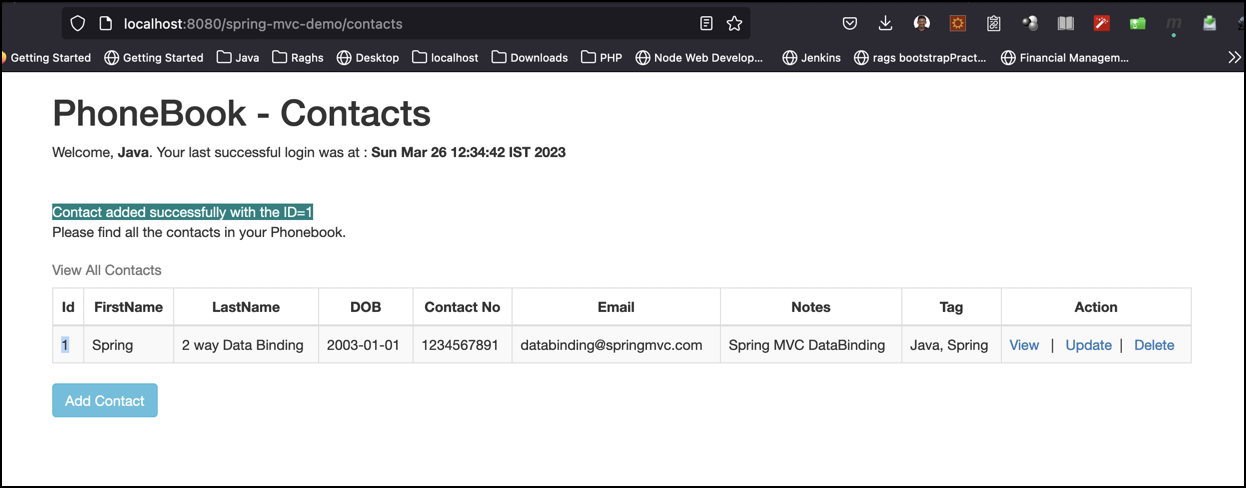 localhost:8080/spring-mvc-demo/contacts
Getting Started Getting Started Java Raghs Desktop localhost Downloads PHP Node Web Develop... Jenkins rags bootstrapPract... Financial Managem...
PhoneBook - Contacts
Welcome, Java. Your last successful login was at : Sun Mar 26 12:34:42 IST 2023
Contact added successfully with the ID=1
Please find all the contacts in your Phonebook.
View All Contacts
Id FirstName LastName DOB Contact No Email Notes Tag Action
1 Spring 2 way Data Binding 2003-01-01 1234567891 databinding@springmvc.com Spring MVC DataBinding Java, Spring View | Update | Delete
Add Contact